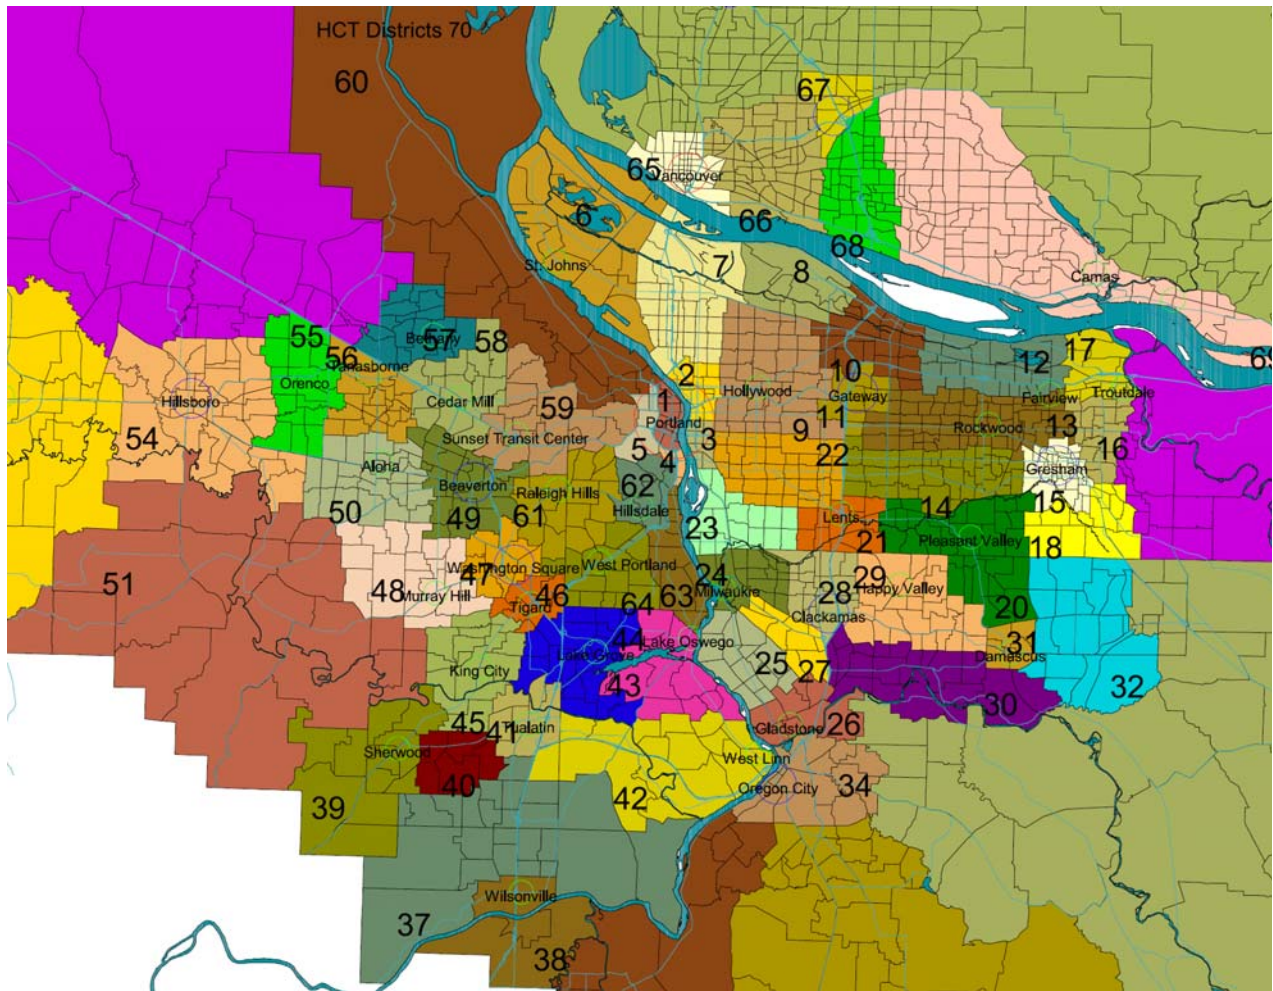 HCT Districts 70
60
67
65
Vancouver
66
6
7
8
68
St. Johns
Camas
69
55
57
Bethany
58
56
Tanasborne
Orenco
Hillsboro
Cedar Mill
59
Sunset Transit Center
54
2
1
Portland
Hollywood
10
Gateway
11
9
12
17
Fairview
Troutdale
Rockwood
13
16
3
5
4
22
Gresham
15
Aloha
50
Beaverton
49
Raleigh Hills
61
62
Hillsdale
23
Lents
21
14
Pleasant Valley
18
51
48
Murray Hill
47
Washington Square
46
Tigard
West Portland
64
63
24
Milwaukie
28
Clackamas
29
Happy Valley
20
31
Damascus
32
King City
44
Lake Grove
43
Lake Oswego
25
27
30
45
41
Tualatin
Sherwood
40
39
42
West Linn
Gladstone
26
Oregon City
34
37
Wilsonville
38